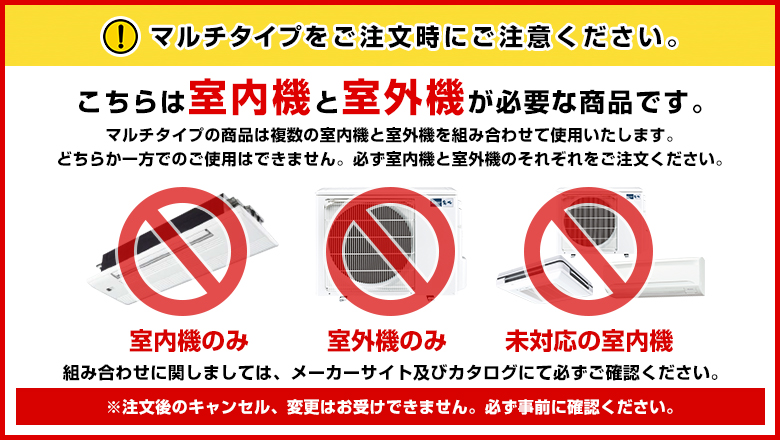 マルチタイプをご注文時にご注意ください。
こちらは室内機と室外機が必要な商品です。
マルチタイプの商品は複数の室内機と室外機を組み合わせて使用いたします。
どちらか一方でのご使用はできません。必ず室内機と室外機のそれぞれをご注文ください。
室内機のみ
室外機のみ
未対応の室内機
組み合わせに関しましては、メーカーサイト及びカタログにて必ずご確認ください。
※注文後のキャンセル、変更はお受けできません。必ず事前に確認ください。